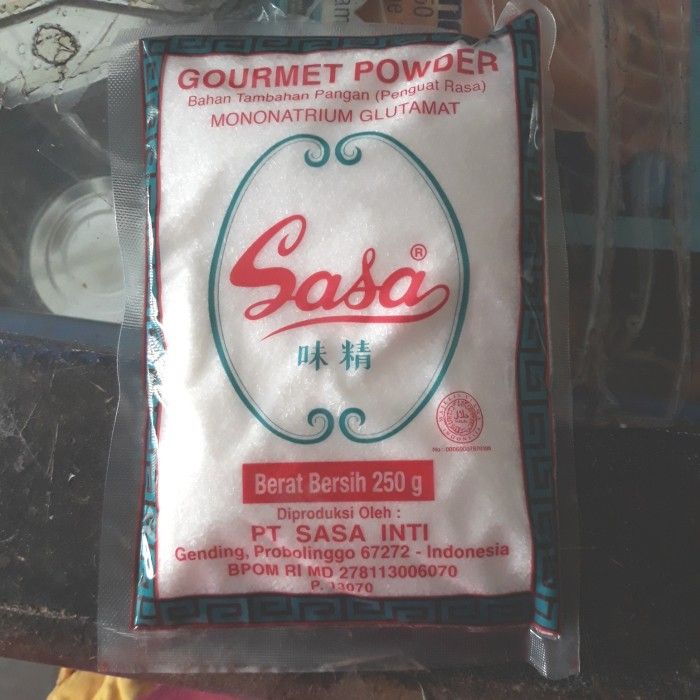 GOURMET POWDER
Bahan Tambahan Pangan (Penguat Rasa)
MONONATRIUM GLUTAMAT
Sasa®
味精
Berat Bersih 250 g
Diproduksi Oleh :
PT SASA INTI
Gending, Probolinggo 67272 - Indonesia
BPOM RI MD 278113006070
P. 13070